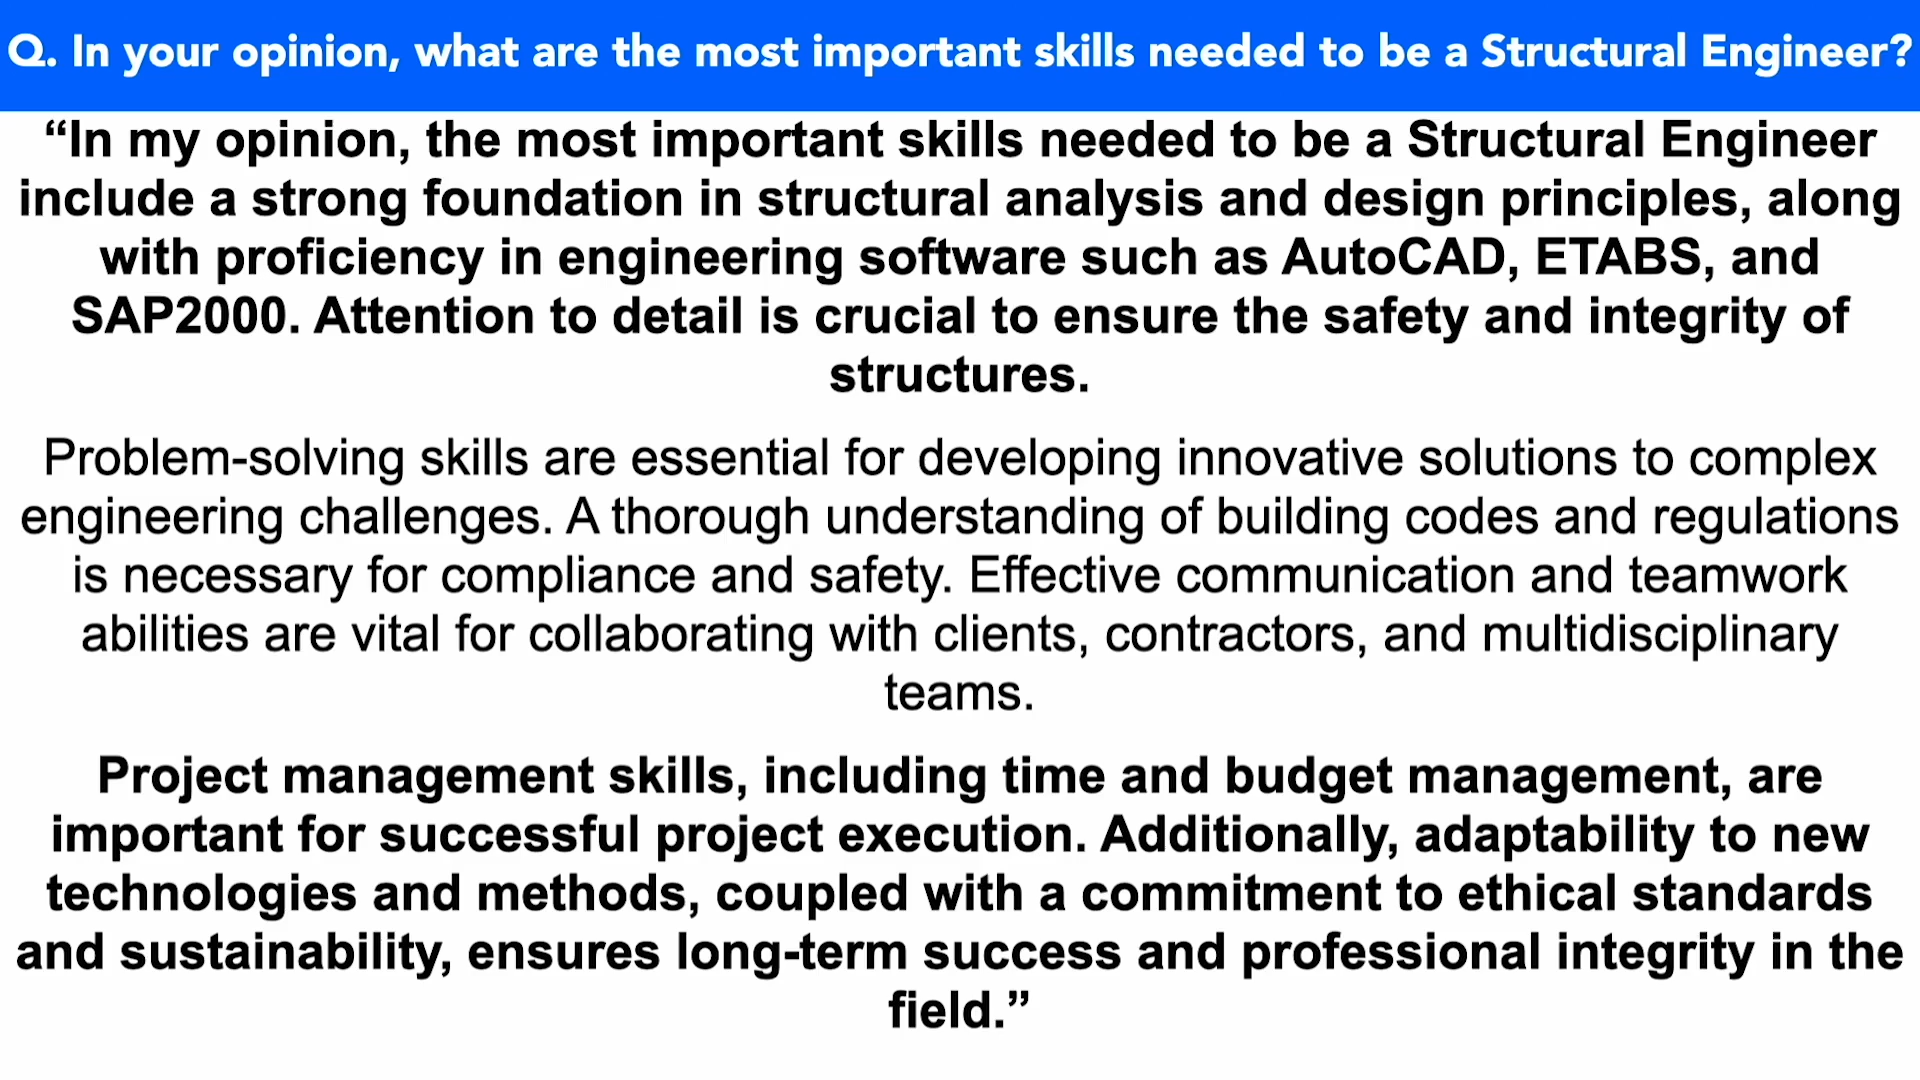 Q. In your opinion, what are the most important skills needed to be a Structural Engineer?
“In my opinion, the most important skills needed to be a Structural Engineer
include a strong foundation in structural analysis and design principles, along
with proficiency in engineering software such as AutoCAD, ETABS, and
SAP2000. Attention to detail is crucial to ensure the safety and integrity of
structures.
Problem-solving skills are essential for developing innovative solutions to complex
engineering challenges. A thorough understanding of building codes and regulations
is necessary for compliance and safety. Effective communication and teamwork
abilities are vital for collaborating with clients, contractors, and multidisciplinary
teams.
Project management skills, including time and budget management, are
important for successful project execution. Additionally, adaptability to new
technologies and methods, coupled with a commitment to ethical standards
and sustainability, ensures long-term success and professional integrity in the
field.”